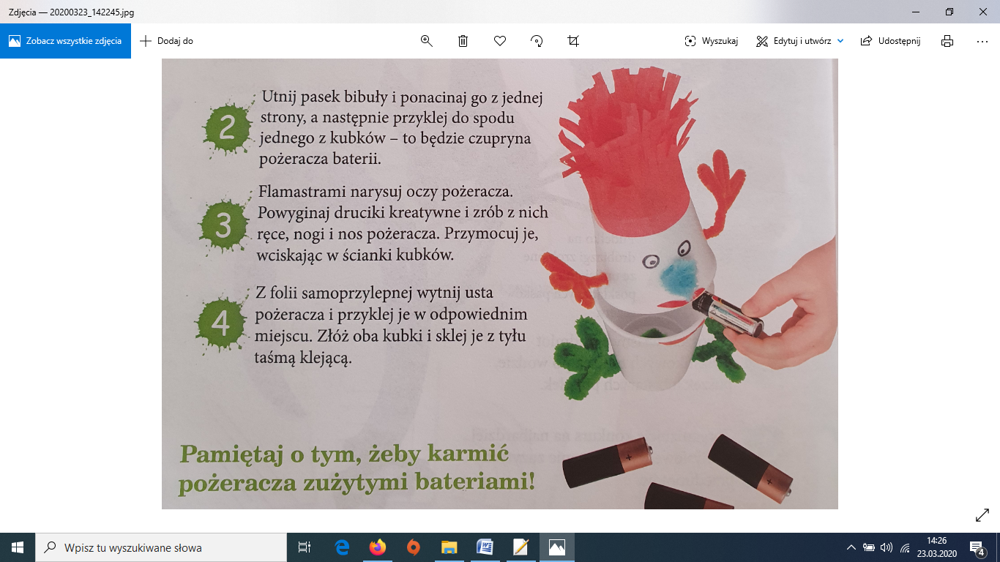 Zdjęcia — 20200323_142245.jpg
Zobacz wszystkie zdjęcia
Dodaj do
Wyszukaj
Edytuj i utwórz
Udostępnij
2
Utnij pasek bibuły i ponacinaj go z jednej
strony, a następnie przyklej do spodu
jednego z kubków – to będzie czupryna
pożeracza baterii.
3
Flamastrami narysuj oczy pożeracza.
Powyginaj druciki kreatywne i zrób z nich
ręce, nogi i nos pożeracza. Przymocuj je,
wciskając w ścianki kubków.
4
Z folii samoprzylepnej wytnij usta
pożeracza i przyklej je w odpowiednim
miejscu. Złóż oba kubki i sklej je z tyłu
taśmą klejącą.
Pamiętaj o tym, żeby karmić
pożeracza zużytymi bateriami!
+
+
Wpisz tu wyszukiwane słowa
14:26
23.03.2020
4